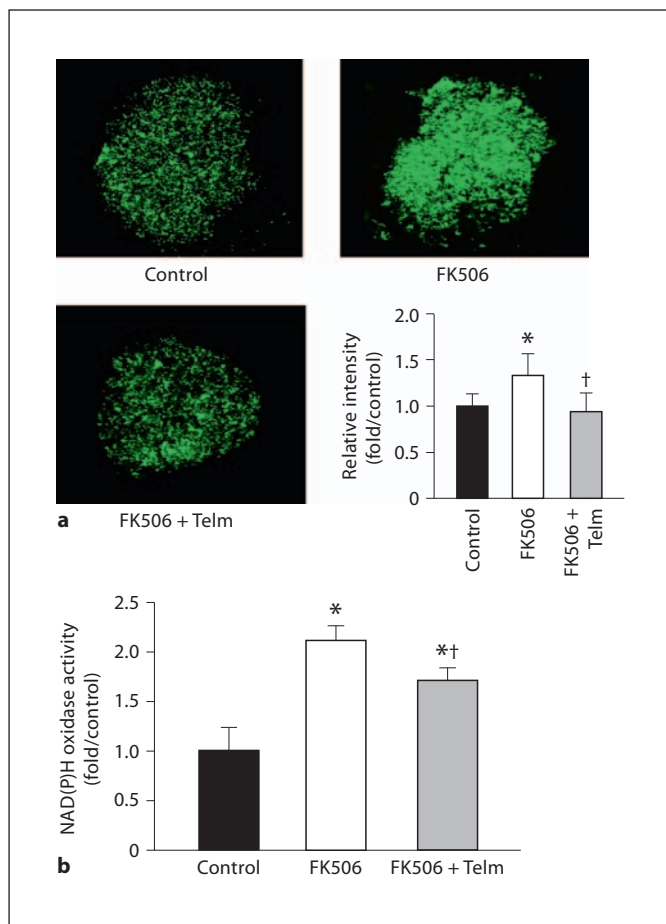 Control
FK506
a
FK506 + Telm
Relative intensity
(fold/control)
2.0
1.5
1.0
0.5
0
*
†
Control
FK506
FK506 +
Telm
NAD(P)H oxidase activity
(fold/control)
2.5
2.0
1.5
1.0
0.5
0
*
*†
Control
FK506
FK506 + Telm
b